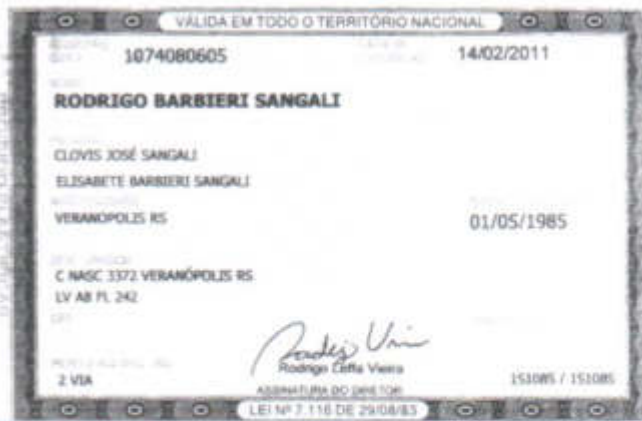 VÁLIDA EM TODO O TERRITÓRIO NACIONAL
1074080605 14/02/2011
RODRIGO BARBIERI SANGALI
CLOVIS JOSÉ SANGALI
ELISABETE BARBIERI SANGALI
VERANÓPOLIS RS 01/05/1985
C NASC 3372 VERANÓPOLIS RS
LV AB FL 242
CPF
Rodrigo Vieira
2 VIA 151085 / 151085
ASSINATURA DO DIRETOR
LEI Nº 7.116 DE 29/08/83